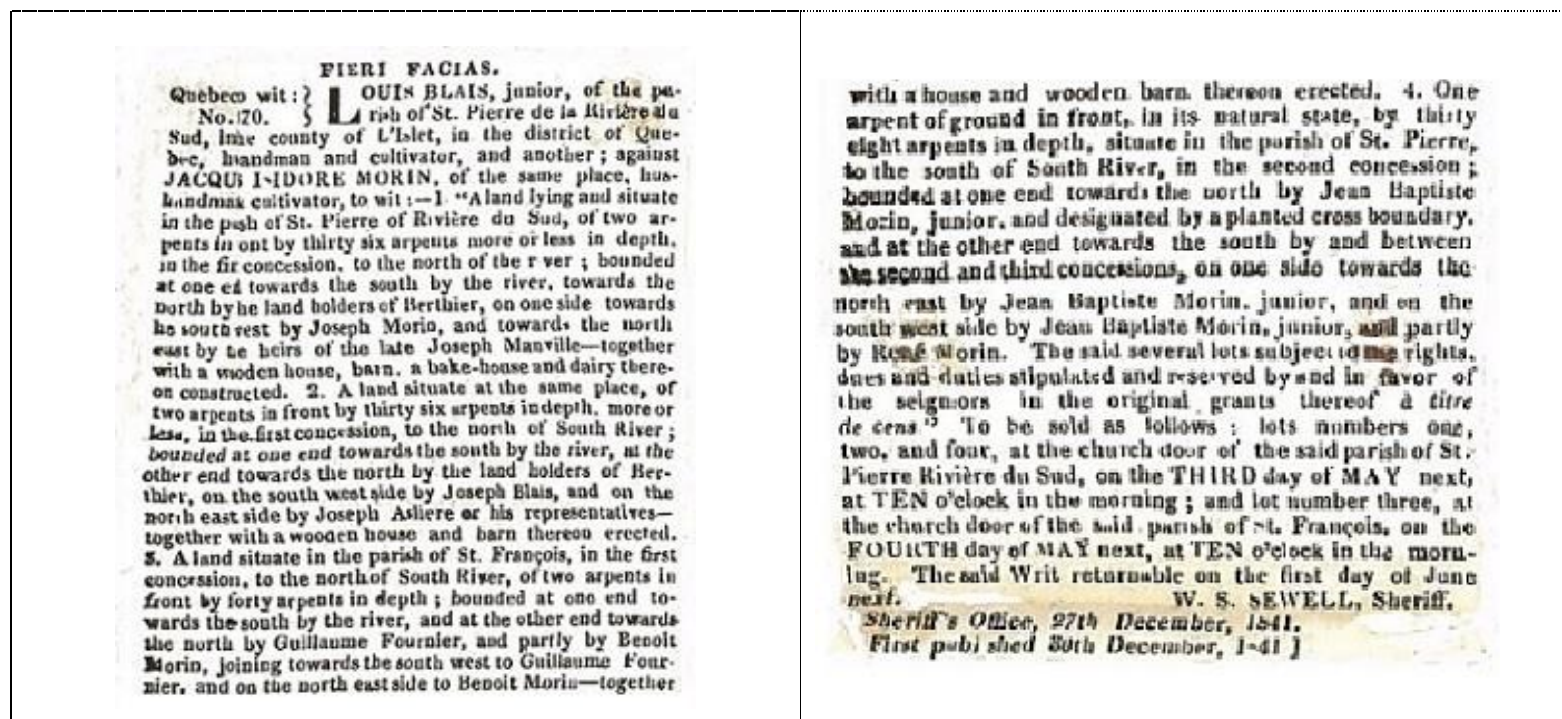 FIERI FACIAS.
Quebec wit: } LOUIS BLAIS, junior, of the pa-
No. 170. } rish of St. Pierre de la Rivière du
Sud, in the county of L'Islet, in the district of Que-
bec, and cultivator, and another; against
JACQU ISIDORE MORIN, of the same place, hus-
cultivator, to wit:—1 "A land lying and situate
in the of St. Pierre of Rivière du Sud, of two ar-
pents in ont by thirty six arpents more or less in depth,
in the fir concession, to the north of the r ver; bounded
at one ed towards the south by the river, towards the
north by he land holders of Berthier, on one side towards
he south rest by Joseph Morin, and towards the north
east by te heirs of the late Joseph Manville—together
with a woden house, barn, a bake-house and dairy there-
on constructed. 2. A land situate at the same place, of
two arpents in front by thirty six arpents in depth, more or
less, in the first concession, to the north of South River;
bounded at one end towards the south by the river, at the
other end towards the north by the land holders of Ber-
thier, on the south west side by Joseph Blais, and on the
north east side by Joseph Asliere or his representatives—
together with a wooden house and barn thereon erected.
3. A land situate in the parish of St. François, in the first
concession, to the north of South River, of two arpents in
front by forty arpents in depth; bounded at one end to-
wards the south by the river, and at the other end towards
the north by Guillaume Fournier, and partly by Benoit
Morin, joining towards the south west to Guillaume Four-
nier, and on the north east side to Benoit Morin—together
with a house and wooden barn thereon erected. 4. One
arpent of ground in front, in its natural state, by thirty
eight arpents in depth, situate in the parish of St. Pierre,
to the south of South River, in the second concession;
bounded at one end towards the north by Jean Baptiste
Morin, junior, and designated by a planted cross boundary,
and at the other end towards the south by and between
the second and third concessions, on one side towards the
north east by Jean Baptiste Morin, junior, and on the
south west side by Jean Baptiste Morin, junior, and partly
by René Morin. The said several lots subject to the rights,
dues and duties stipulated and reserved by and in favor of
the seigniors in the original grants thereof à titre
de cens" To be sold as follows: lots numbers one,
two, and four, at the church door of the said parish of St.
Pierre Rivière du Sud, on the THIRD day of MAY next,
at TEN o'clock in the morning; and lot number three, at
the church door of the said parish of St. François, on the
FOURTH day of MAY next, at TEN o'clock in the morn-
ing. The said Writ returnable on the first day of June
next. W. S. SEWELL, Sheriff.
Sheriff's Office, 27th December, 1841.
First publ shed 30th December, 1841 ]